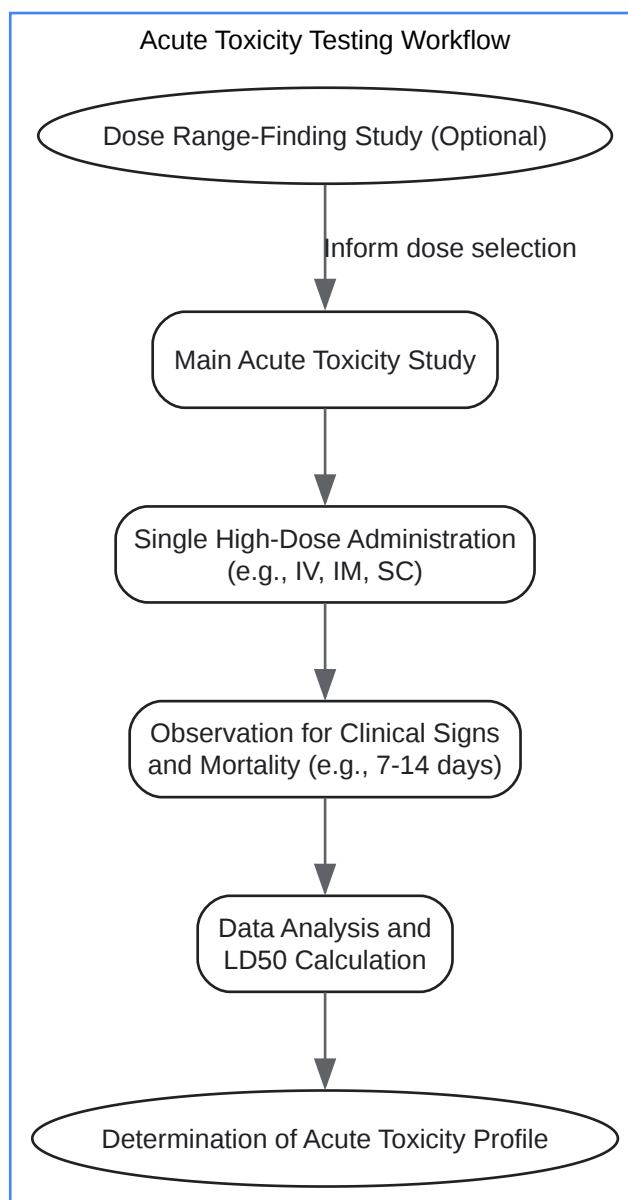 Acute Toxicity Testing Workflow
Dose Range-Finding Study (Optional)
Inform dose selection
Main Acute Toxicity Study
Single High-Dose Administration
(e.g., IV, IM, SC)
Observation for Clinical Signs
and Mortality (e.g., 7-14 days)
Data Analysis and
LD50 Calculation
Determination of Acute Toxicity Profile